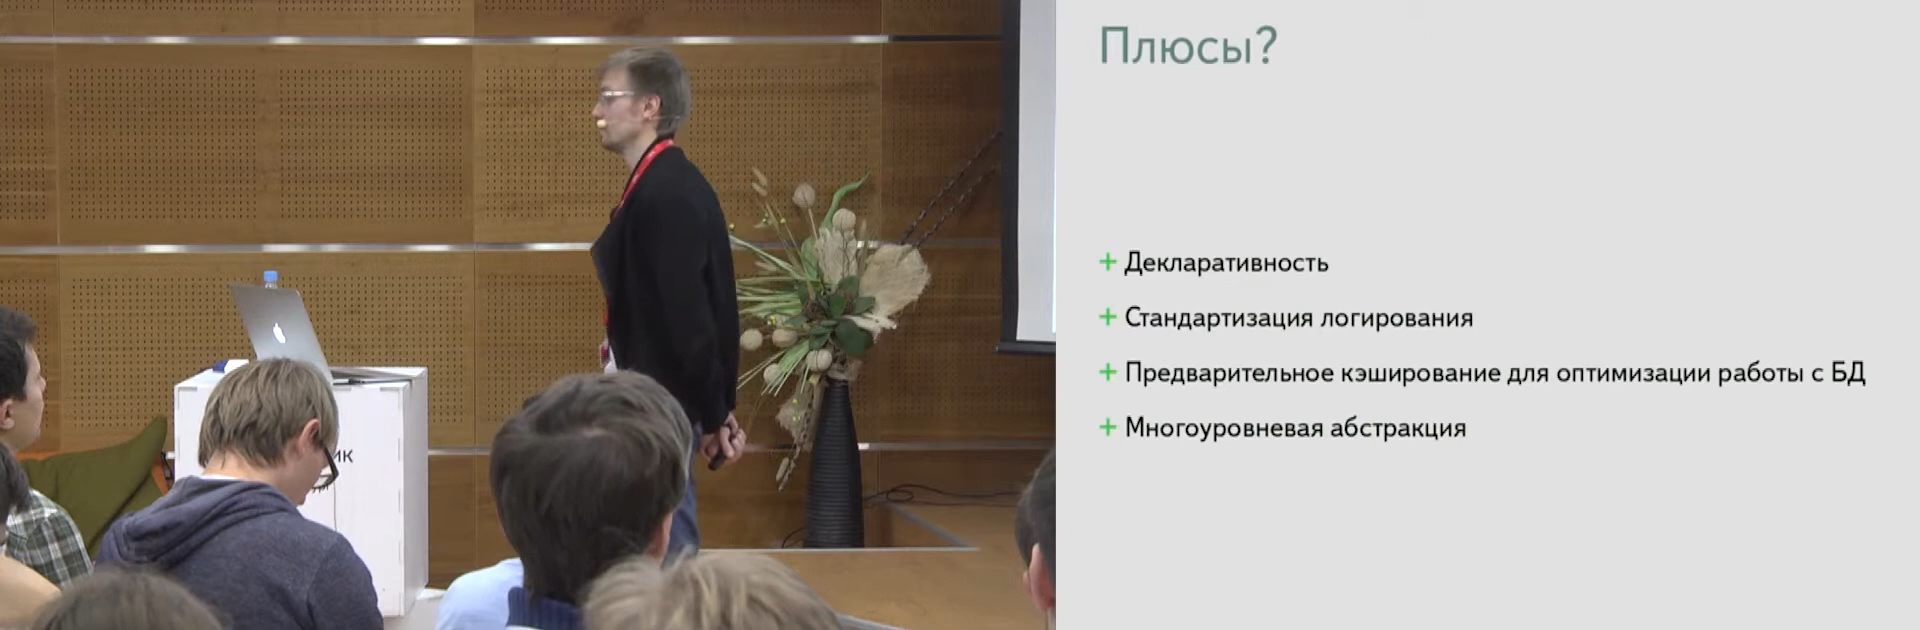 Плюсы?
+ Декларативность
+ Стандартизация логирования
+ Предварительное кэширование для оптимизации работы с БД
+ Многоуровневая абстракция